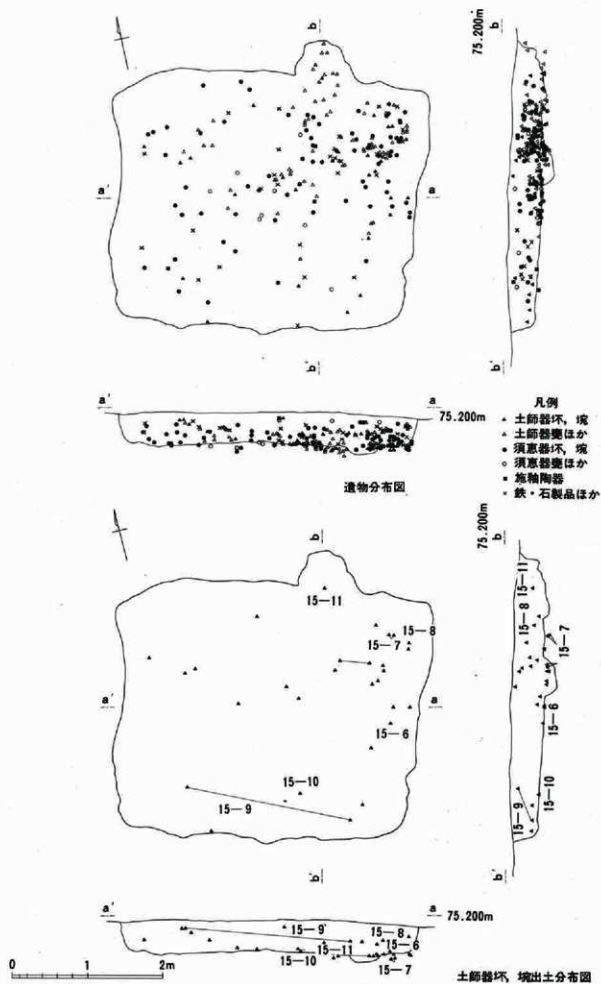 b
75.200m
b
a'
a
b'
b'
a'
a
75.200m
凡例
▲ 土師器坏，埦
△ 土師器甕ほか
● 須恵器坏，埦
○ 須恵器甕ほか
■ 施釉陶器
× 鉄・石製品ほか
遺物分布図
b
75.200m
b
15—11
15—8
15—7
a'
a
15—6
15—10
15—9
b'
15—11
15—8
15—7
15—6
15—10
15—9
b'
a'
a
75.200m
15—9
15—8
15—11
15—6
15—10
15—7
0 1 2m
土師器坏，埦出土分布図